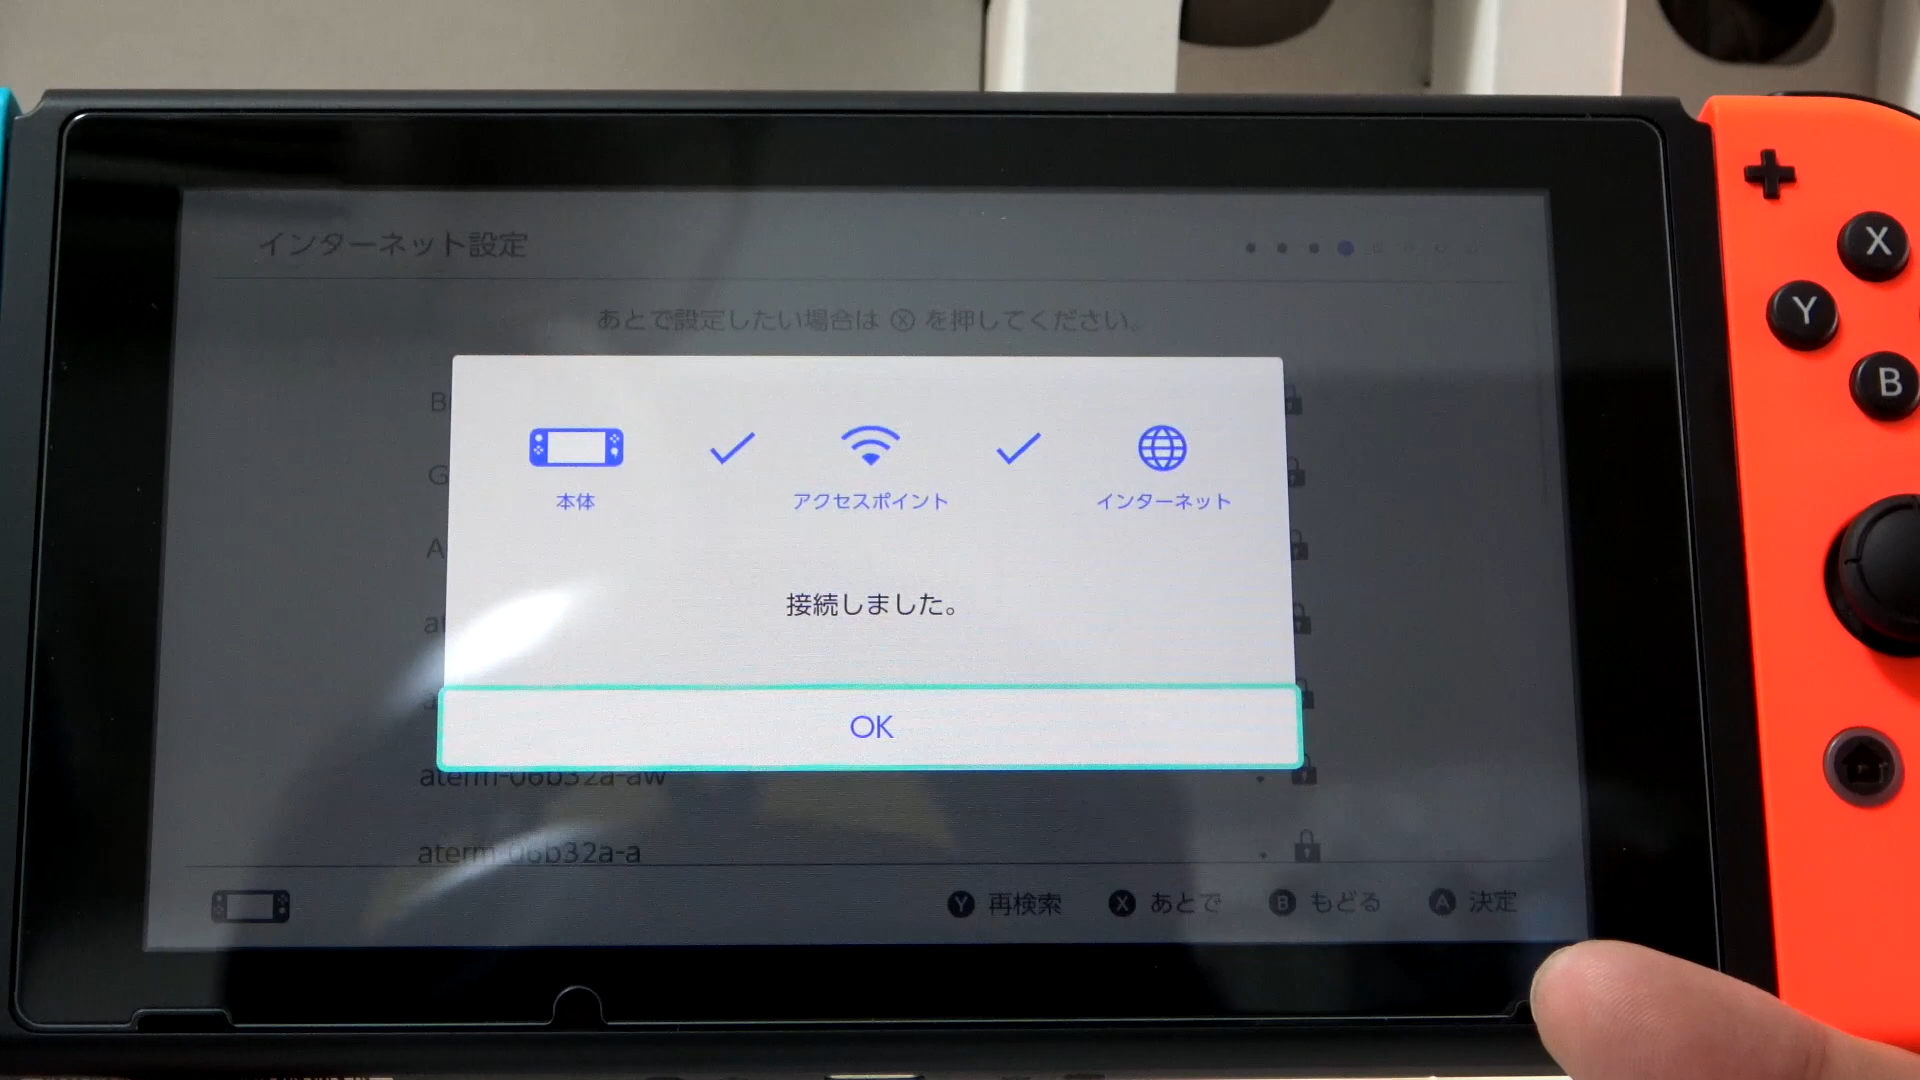 インターネット設定
あとで設定したい場合は Ⓧ を押してください。
本体
アクセスポイント
インターネット
接続しました。
OK
aterm-06b32a-aw
aterm-06b32a-a
Y 再検索 X あとで B もどる A 決定
X
Y
B